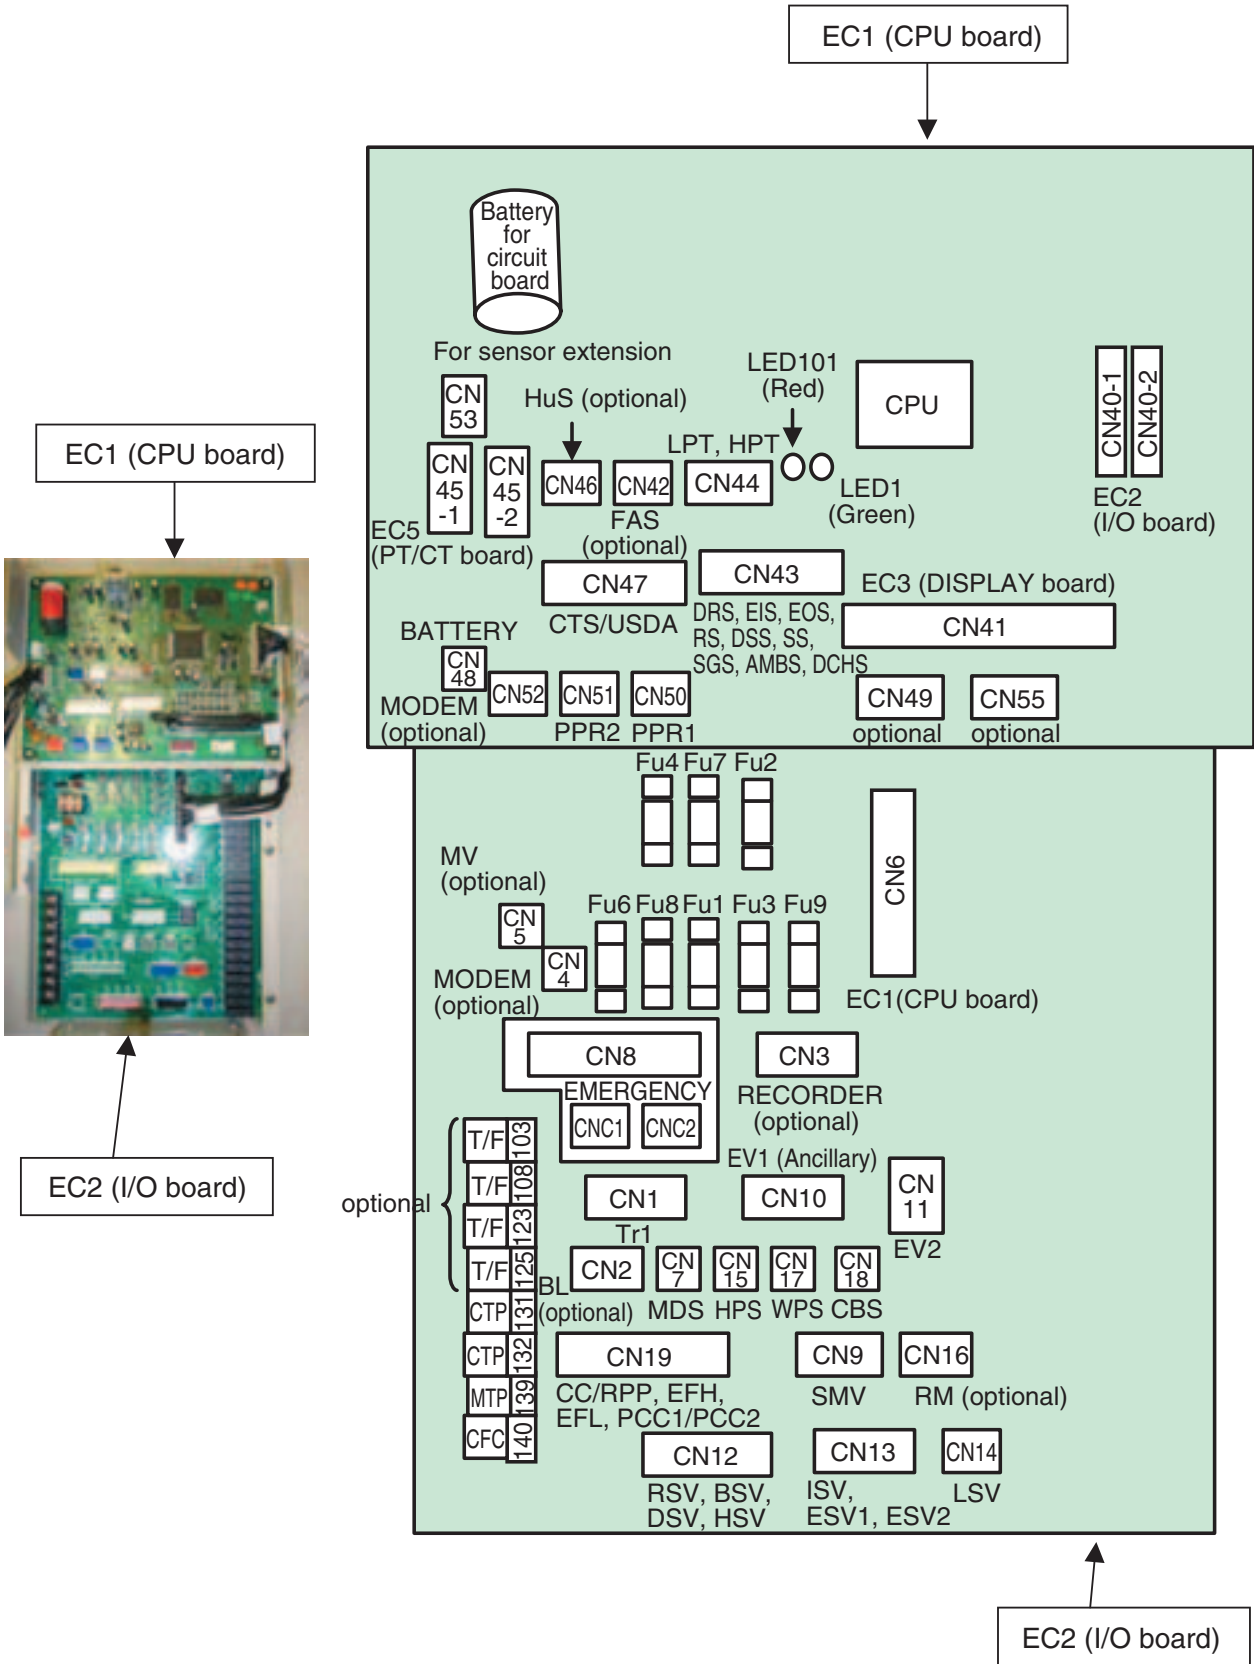 EC1 (CPU board)
Battery
for
circuit
board
For sensor extension
LED101
(Red)
CN
53
HuS (optional)
CPU
CN40-1
CN40-2
EC1 (CPU board)
CN
45
-1
CN
45
-2
LPT, HPT
CN46
CN42
CN44
LED1
(Green)
EC2
(I/O board)
EC5
(PT/CT board)
FAS
(optional)
CN47
CN43
EC3 (DISPLAY board)
CTS/USDA
DRS, EIS, EOS,
RS, DSS, SS,
SGS, AMBS, DCHS
CN41
BATTERY
CN
48
CN52
CN51
CN50
CN49
CN55
MODEM
(optional)
PPR2
PPR1
optional
optional
Fu4
Fu7
Fu2
MV
(optional)
CN6
CN
5
Fu6
Fu8
Fu1
Fu3
Fu9
CN
4
MODEM
(optional)
EC1(CPU board)
CN8
CN3
EMERGENCY
RECORDER
(optional)
CNC1
CNC2
T/F
103
EV1 (Ancillary)
EC2 (I/O board)
optional
T/F
108
CN1
CN10
CN
11
T/F
123
Tr1
EV2
T/F
125
BL
(optional)
CN2
CN
7
CN
15
CN
17
CN
18
MDS
HPS
WPS
CBS
CTP
131
CTP
132
CN19
CN9
CN16
MTP
139
CC/RPP, EFH,
EFL, PCC1/PCC2
SMV
RM (optional)
CFC
140
CN12
CN13
CN14
RSV, BSV,
DSV, HSV
ISV,
ESV1, ESV2
LSV
EC2 (I/O board)